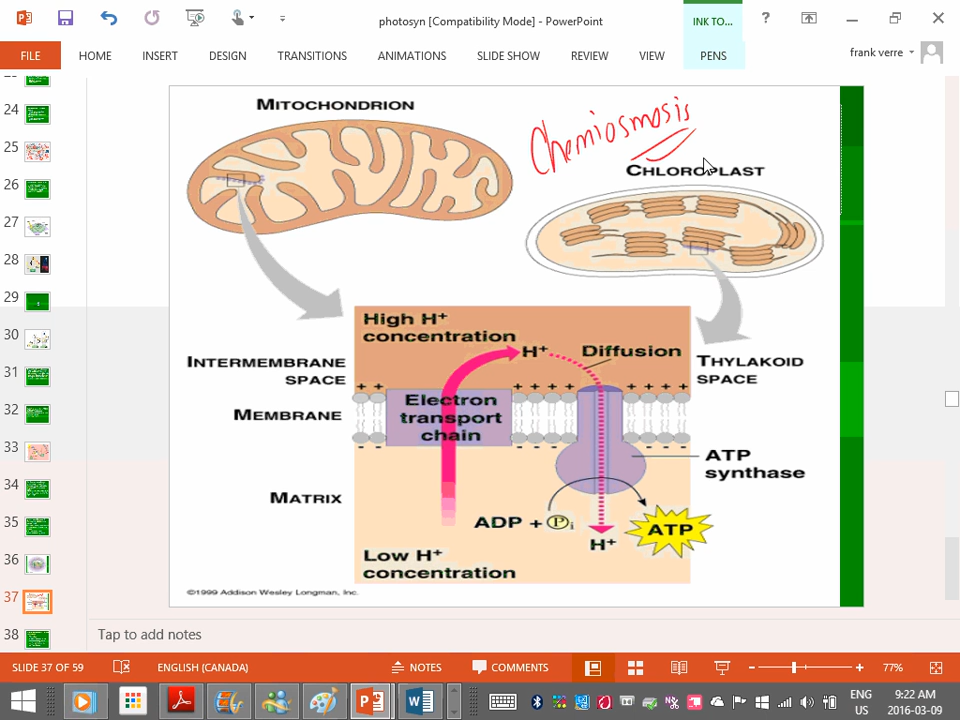 photosyn [Compatibility Mode] - PowerPoint
INK TO...
?
FILE
HOME
INSERT
DESIGN
TRANSITIONS
ANIMATIONS
SLIDE SHOW
REVIEW
VIEW
PENS
frank verre
24
25
26
27
28
29
30
31
32
33
34
35
36
37
38
MITOCHONDRION
Chemiosmosis
CHLOROPLAST
High H+
concentration
H+
Diffusion
INTERMEMBRANE
SPACE
THYLAKOID
SPACE
+ +
+ + + +
+ +
MEMBRANE
Electron
transport
chain
ATP
synthase
MATRIX
ADP + Pi
ATP
H+
Low H+
concentration
©1999 Addison Wesley Longman, Inc.
Tap to add notes
SLIDE 37 OF 59
ENGLISH (CANADA)
NOTES
COMMENTS
77%
ENG
US
9:22 AM
2016-03-09